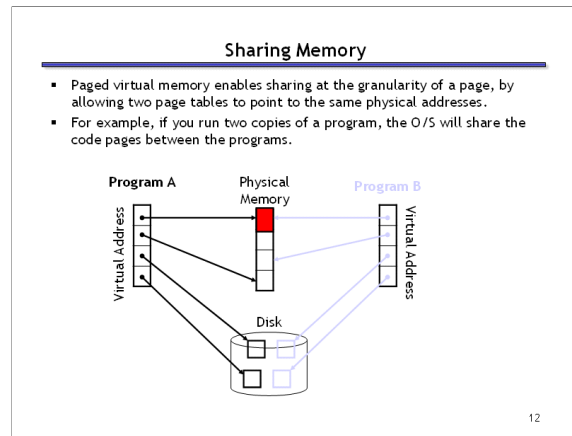 Sharing Memory
▪ Paged virtual memory enables sharing at the granularity of a page, by
allowing two page tables to point to the same physical addresses.
▪ For example, if you run two copies of a program, the O/S will share the
code pages between the programs.
Program A
Physical
Memory
Program B
Virtual Address
Virtual Address
Disk
12